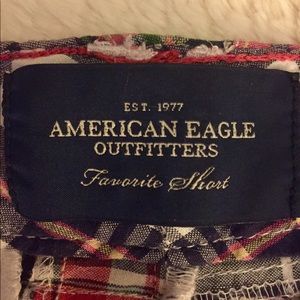 EST. 1977
AMERICAN EAGLE
OUTFITTERS
Favorite Short